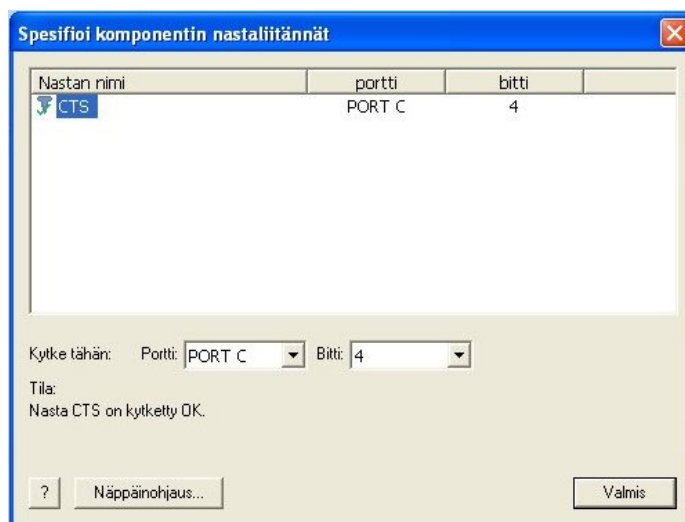 Spesifioi komponentin nastaliitännät
Nastan nimi portti bitti
CTS PORT C 4
Kytke tähän: Portti: PORT C Bitti: 4
Tila:
Nasta CTS on kytketty OK.
? Näppäinohjaus... Valmis